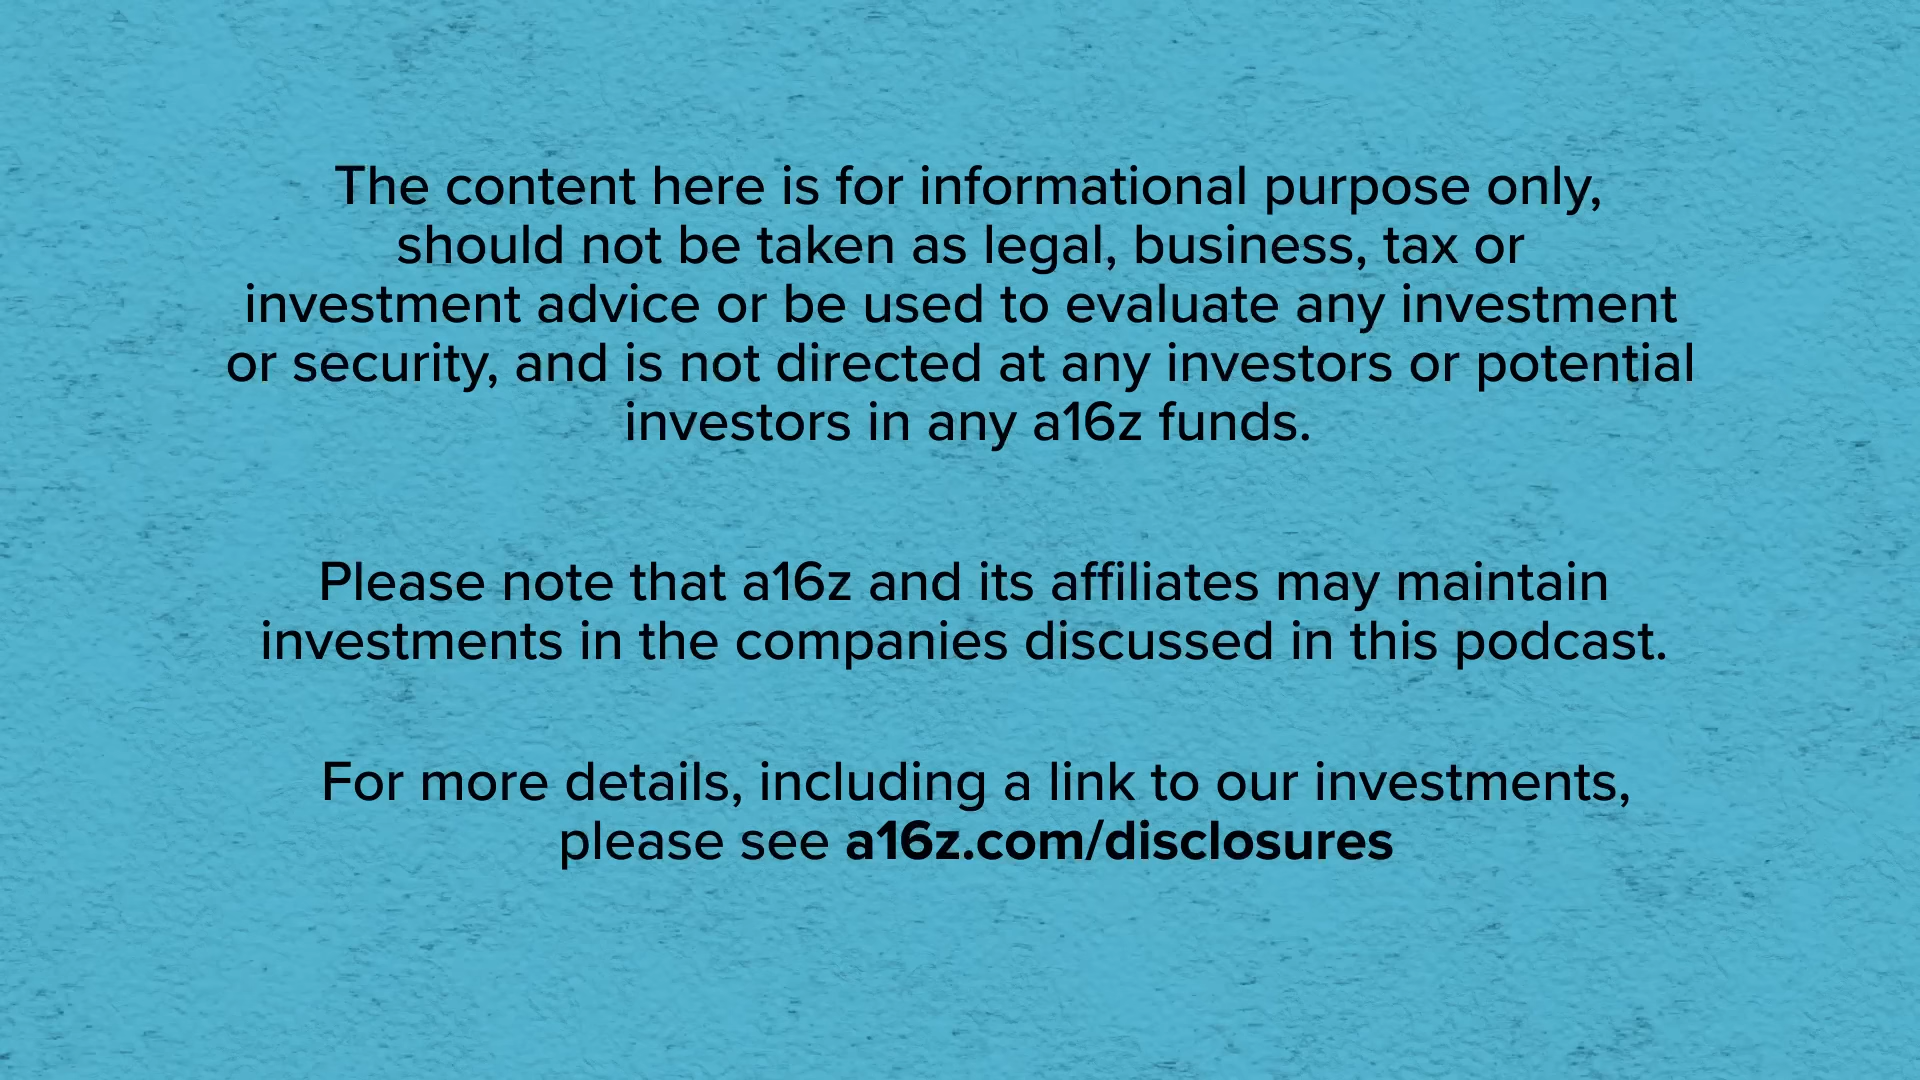 The content here is for informational purpose only,
should not be taken as legal, business, tax or
investment advice or be used to evaluate any investment
or security, and is not directed at any investors or potential
investors in any a16z funds.
Please note that a16z and its affiliates may maintain
investments in the companies discussed in this podcast.
For more details, including a link to our investments,
please see a16z.com/disclosures